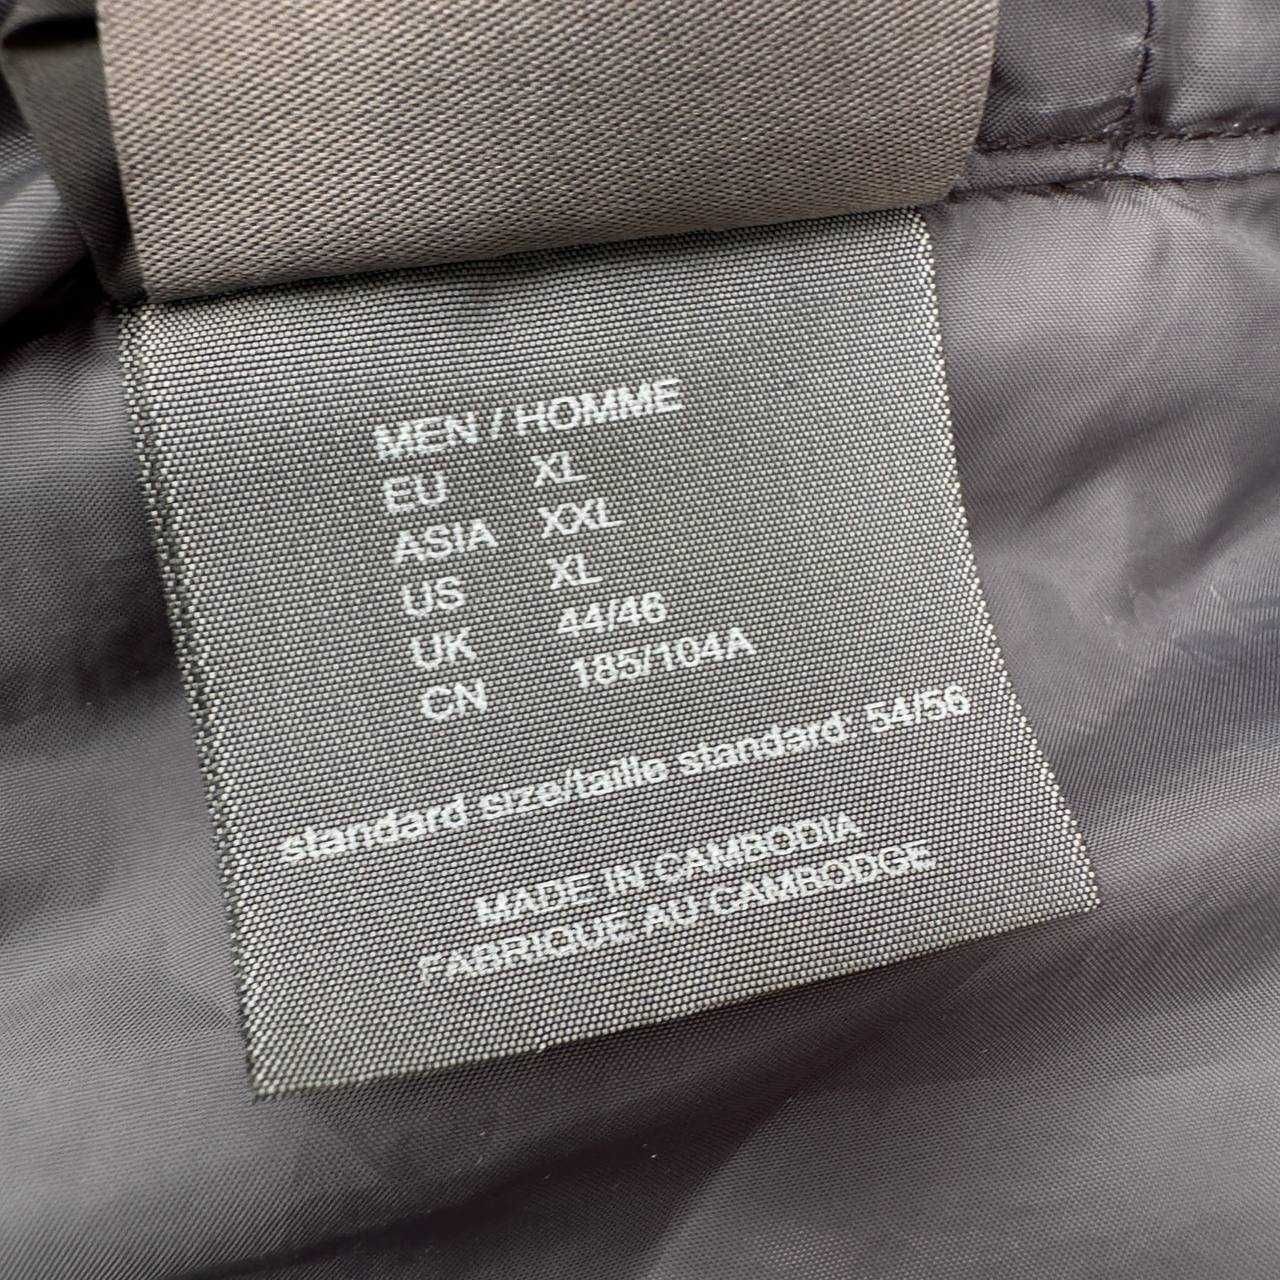 MEN / HOMME
EU XL
ASIA XXL
US XL
UK 44/46
CN 185/104A
standard size/taille standard: 54/56
MADE IN CAMBODIA
FABRIQUE AU CAMBODGE